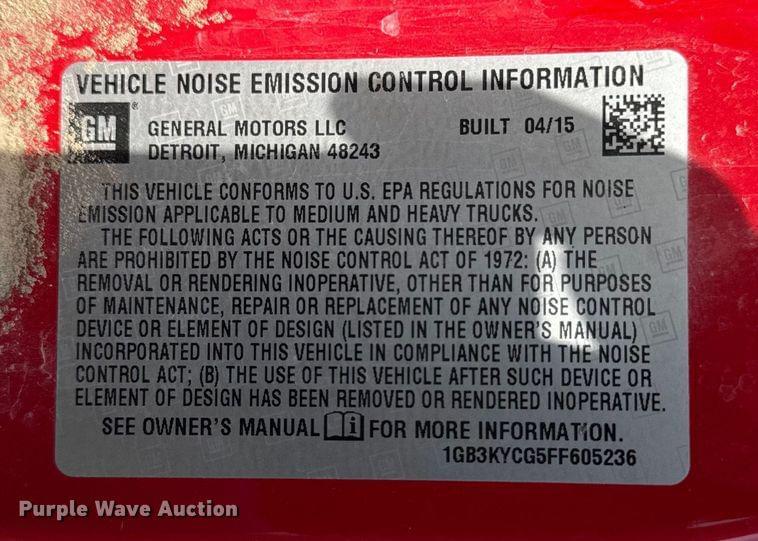 VEHICLE NOISE EMISSION CONTROL INFORMATION
GM ®
GENERAL MOTORS LLC BUILT 04/15
DETROIT, MICHIGAN 48243
THIS VEHICLE CONFORMS TO U.S. EPA REGULATIONS FOR NOISE
EMISSION APPLICABLE TO MEDIUM AND HEAVY TRUCKS.
THE FOLLOWING ACTS OR THE CAUSING THEREOF BY ANY PERSON
ARE PROHIBITED BY THE NOISE CONTROL ACT OF 1972: (A) THE
REMOVAL OR RENDERING INOPERATIVE, OTHER THAN FOR PURPOSES
OF MAINTENANCE, REPAIR OR REPLACEMENT OF ANY NOISE CONTROL
DEVICE OR ELEMENT OF DESIGN (LISTED IN THE OWNER'S MANUAL)
INCORPORATED INTO THIS VEHICLE IN COMPLIANCE WITH THE NOISE
CONTROL ACT; (B) THE USE OF THIS VEHICLE AFTER SUCH DEVICE OR
ELEMENT OF DESIGN HAS BEEN REMOVED OR RENDERED INOPERATIVE.
SEE OWNER'S MANUAL i FOR MORE INFORMATION.
1GB3KYCG5FF605236
Purple Wave Auction